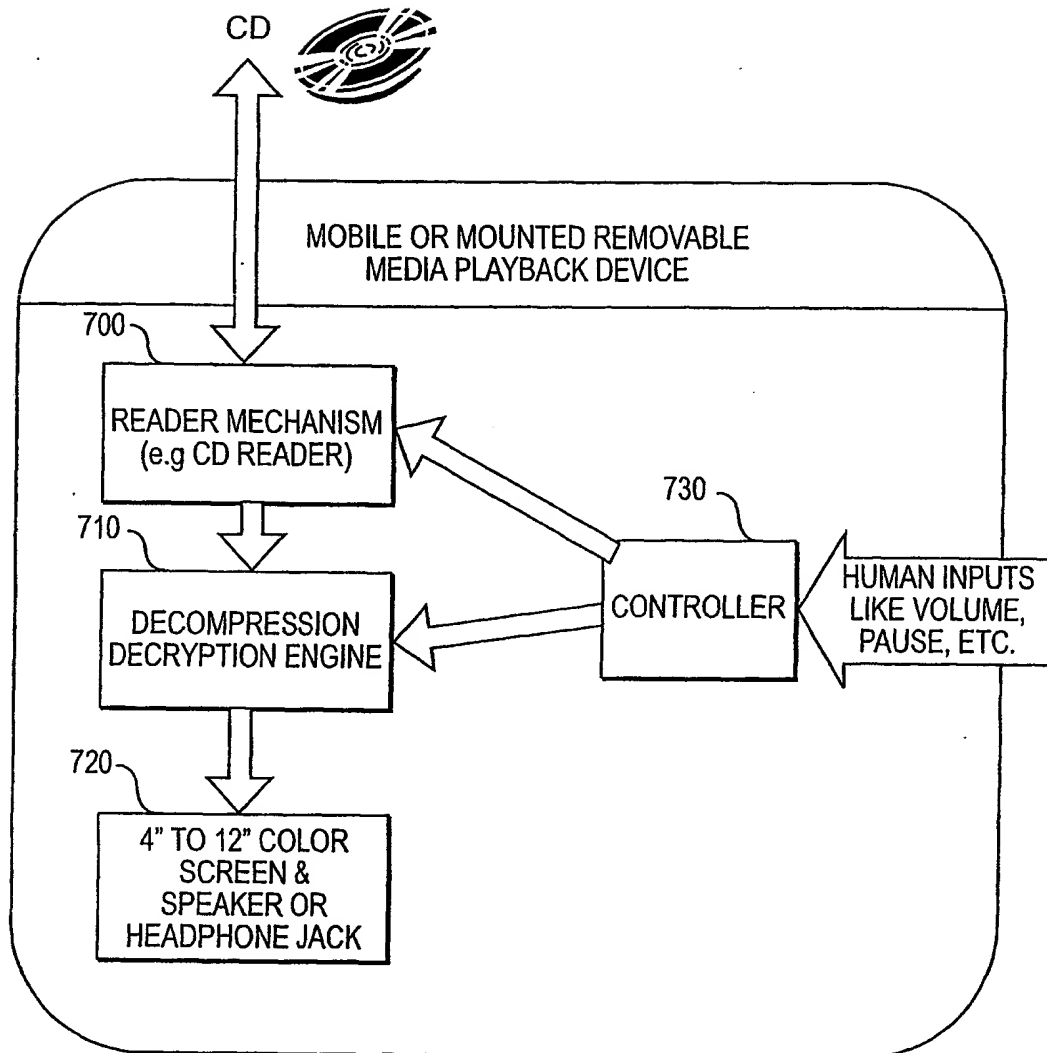 CD
MOBILE OR MOUNTED REMOVABLE
MEDIA PLAYBACK DEVICE
700
READER MECHANISM
(e.g CD READER)
710
DECOMPRESSION
DECRYPTION ENGINE
730
CONTROLLER
HUMAN INPUTS
LIKE VOLUME,
PAUSE, ETC.
720
4" TO 12" COLOR
SCREEN &
SPEAKER OR
HEADPHONE JACK